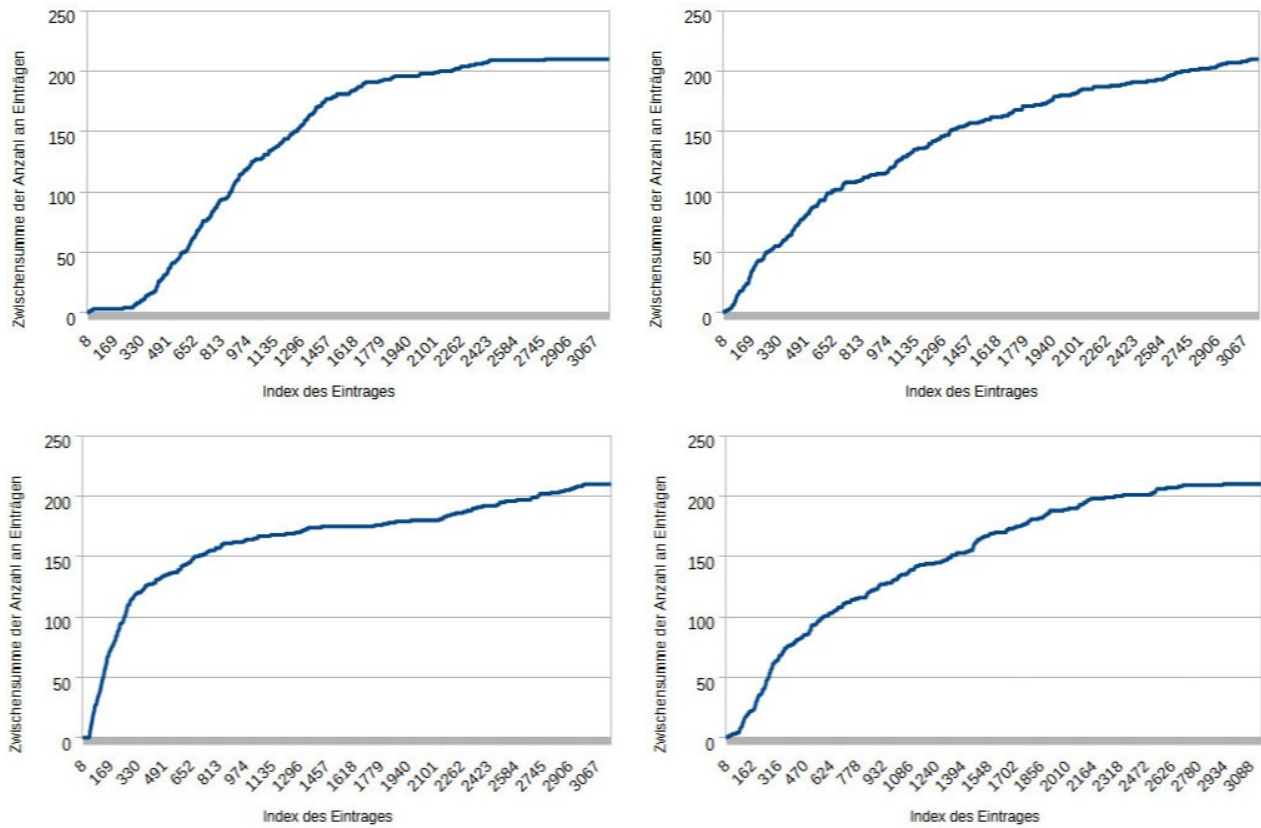 Zwischensumme der Anzahl an Einträgen
250
200
150
100
50
0
8 169 330 491 652 813 974 1135 1296 1457 1618 1779 1940 2101 2262 2423 2584 2745 2906 3067
Index des Eintrages
Zwischensumme der Anzahl an Einträgen
250
200
150
100
50
0
8 169 330 491 652 813 974 1135 1296 1457 1618 1779 1940 2101 2262 2423 2584 2745 2906 3067
Index des Eintrages
Zwischensumme der Anzahl an Einträgen
250
200
150
100
50
0
8 169 330 491 652 813 974 1135 1296 1457 1618 1779 1940 2101 2262 2423 2584 2745 2906 3067
Index des Eintrages
Zwischensumme der Anzahl an Einträgen
250
200
150
100
50
0
8 162 316 470 624 778 932 1086 1240 1394 1548 1702 1856 2010 2164 2318 2472 2626 2780 2934 3088
Index des Eintrages